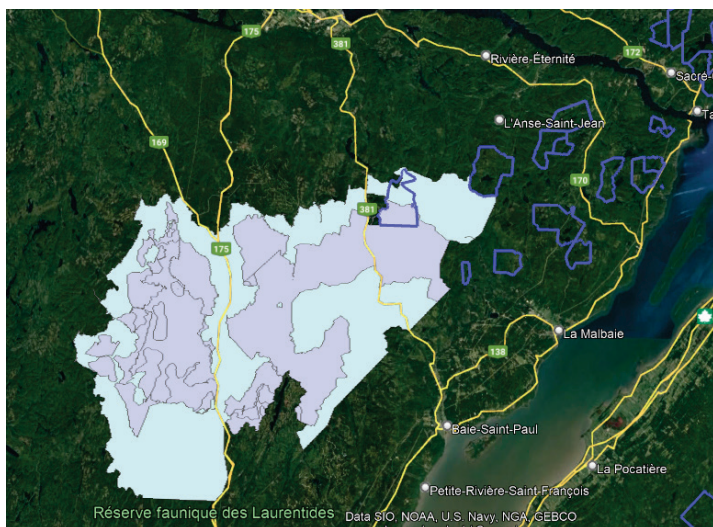 175
381
172
Rivière-Éternité
Sacré-
L'Anse-Saint-Jean
Ta
169
170
381
175
La Malbaie
138
Baie-Saint-Paul
La Pocatière
Petite-Rivière-Saint-François
Réserve faunique des Laurentides
Data SIO, NOAA, U.S. Navy, NGA, GEBCO